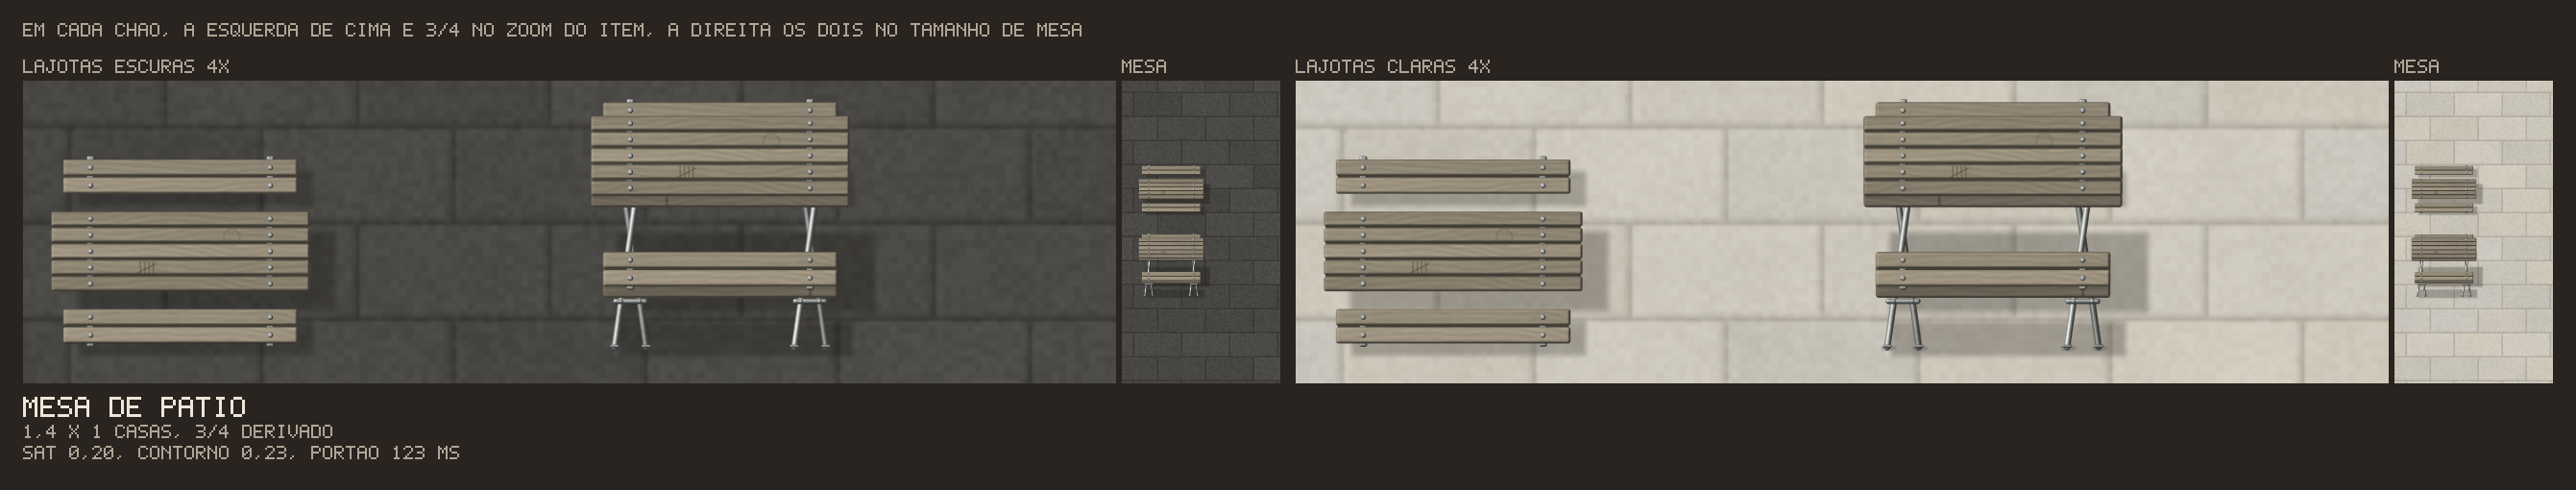 EM CADA CHAO, A ESQUERDA DE CIMA E 3/4 NO ZOOM DO ITEM, A DIREITA OS DOIS NO TAMANHO DE MESA
LAJOTAS ESCURAS 4X
MESA
LAJOTAS CLARAS 4X
MESA
MESA DE PATIO
1,4 X 1 CASAS, 3/4 DERIVADO
SAT 0,20, CONTORNO 0,23, PORTAO 123 MS